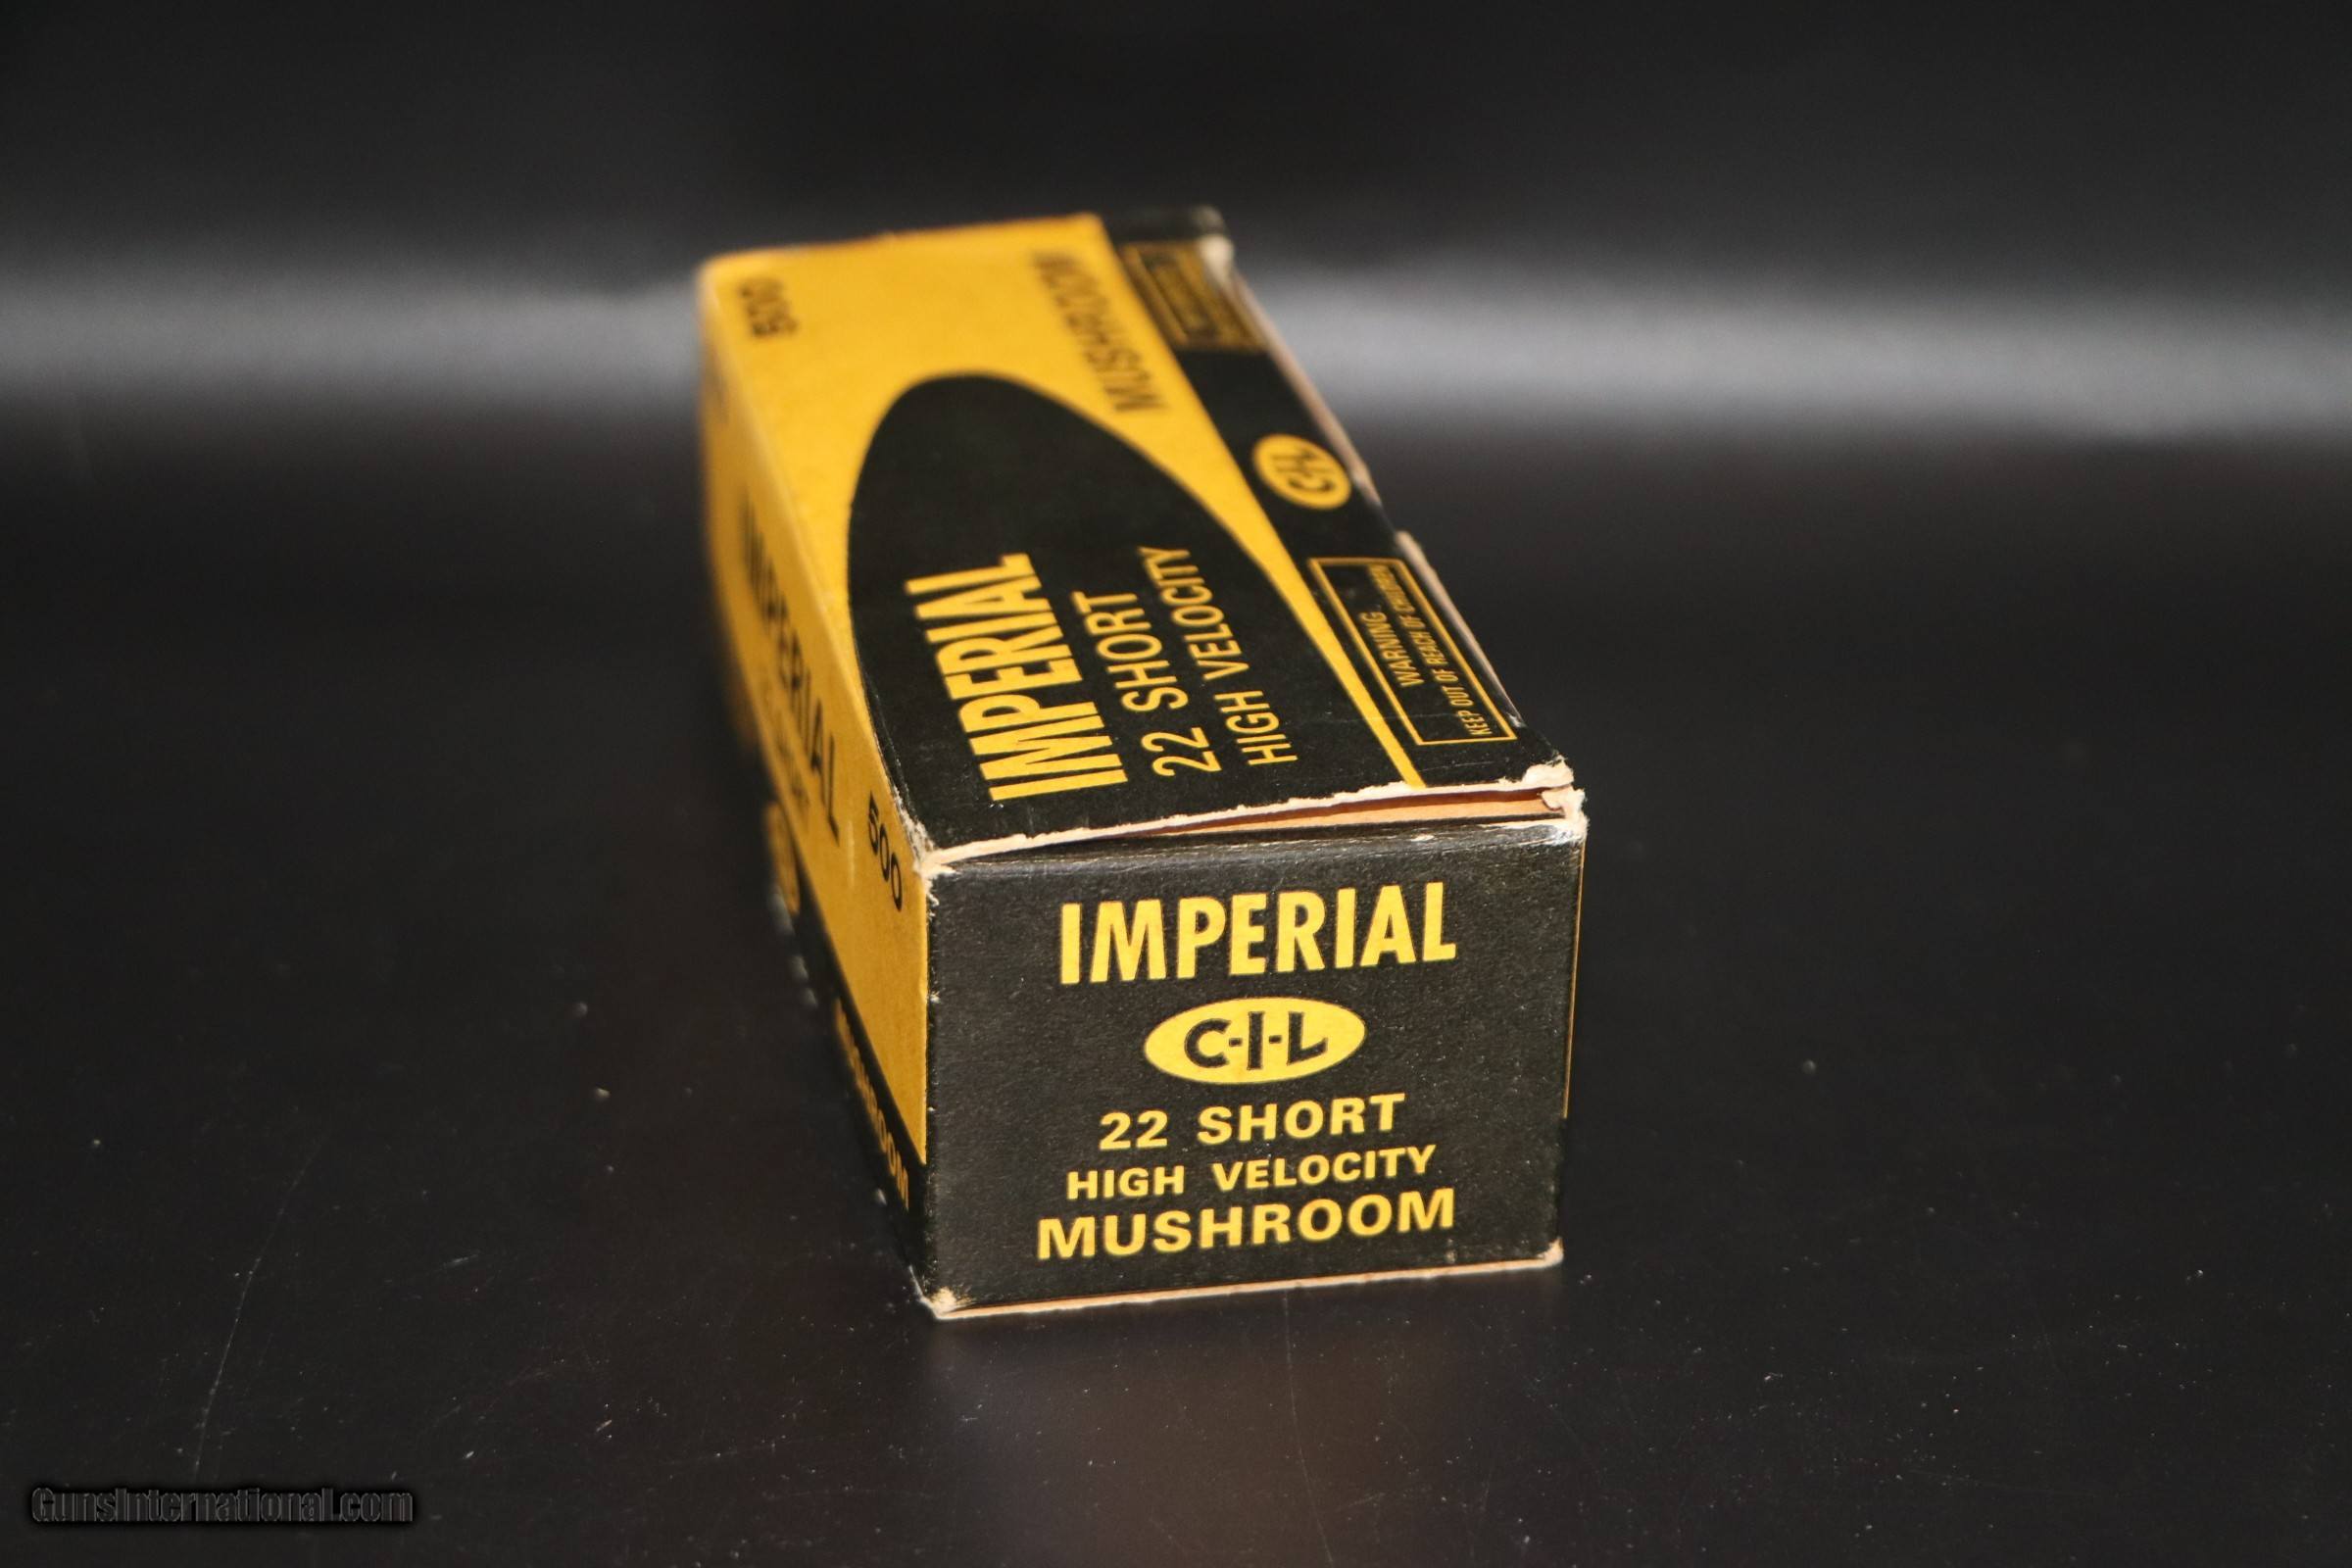 500
MUSHROOM
IMPERIAL
22 SHORT
HIGH VELOCITY
C-I-L
WARNING
KEEP OUT OF REACH OF CHILDREN
IMPERIAL
500
MUSHROOM
IMPERIAL
C-I-L
22 SHORT
HIGH VELOCITY
MUSHROOM
GunsInternational.com